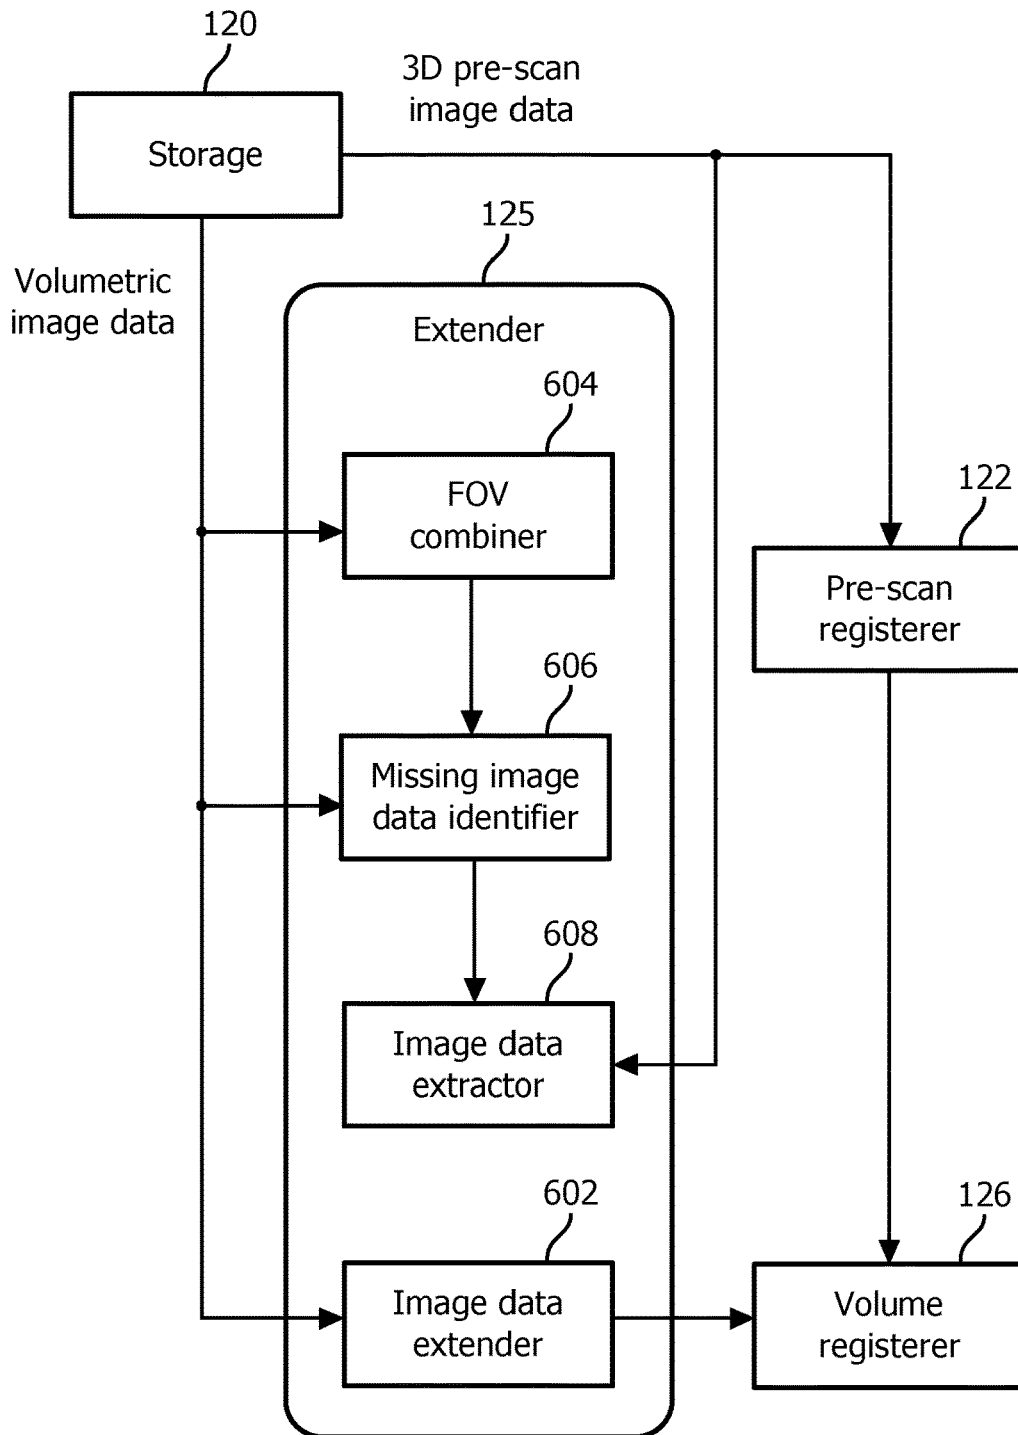 120
3D pre-scan
image data
Storage
125
Volumetric
image data
Extender
604
FOV
combiner
122
Pre-scan
registerer
606
Missing image
data identifier
608
Image data
extractor
602
126
Image data
extender
Volume
registerer